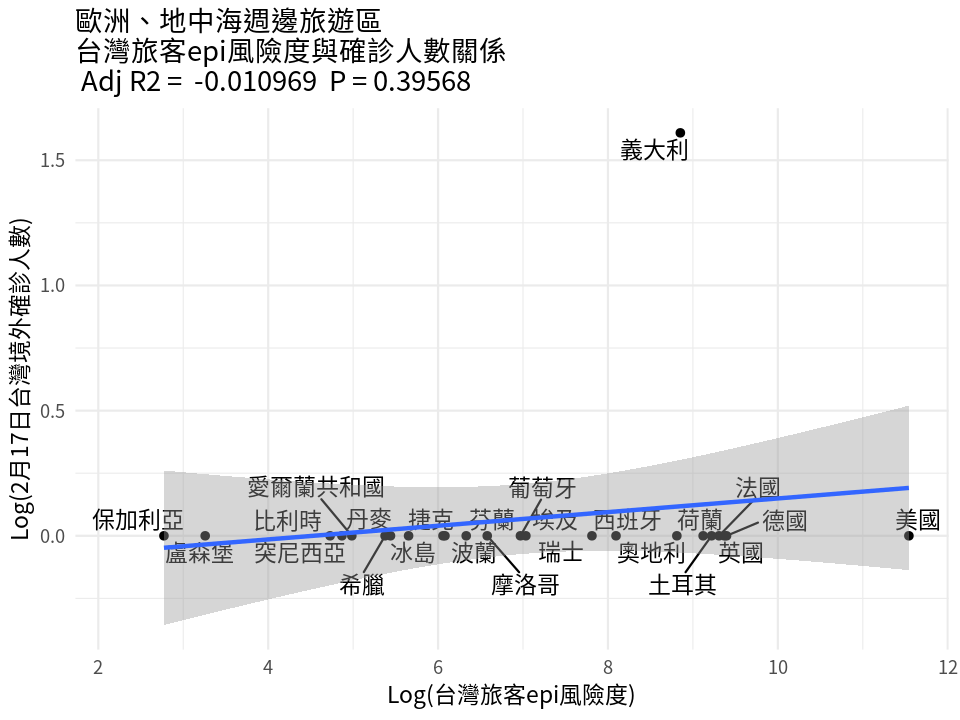 歐洲、地中海週邊旅遊區
台灣旅客epi風險度與確診人數關係
Adj R2 = -0.010969 P = 0.39568
Log(2月17日台灣境外確診人數)
1.5
1.0
0.5
0.0
義大利
愛爾蘭共和國
葡萄牙
法國
保加利亞
比利時
丹麥
捷克
芬蘭
埃及
西班牙
荷蘭
德國
美國
盧森堡
突尼西亞
冰島
波蘭
瑞士
奧地利
英國
希臘
摩洛哥
土耳其
2 4 6 8 10 12
Log(台灣旅客epi風險度)